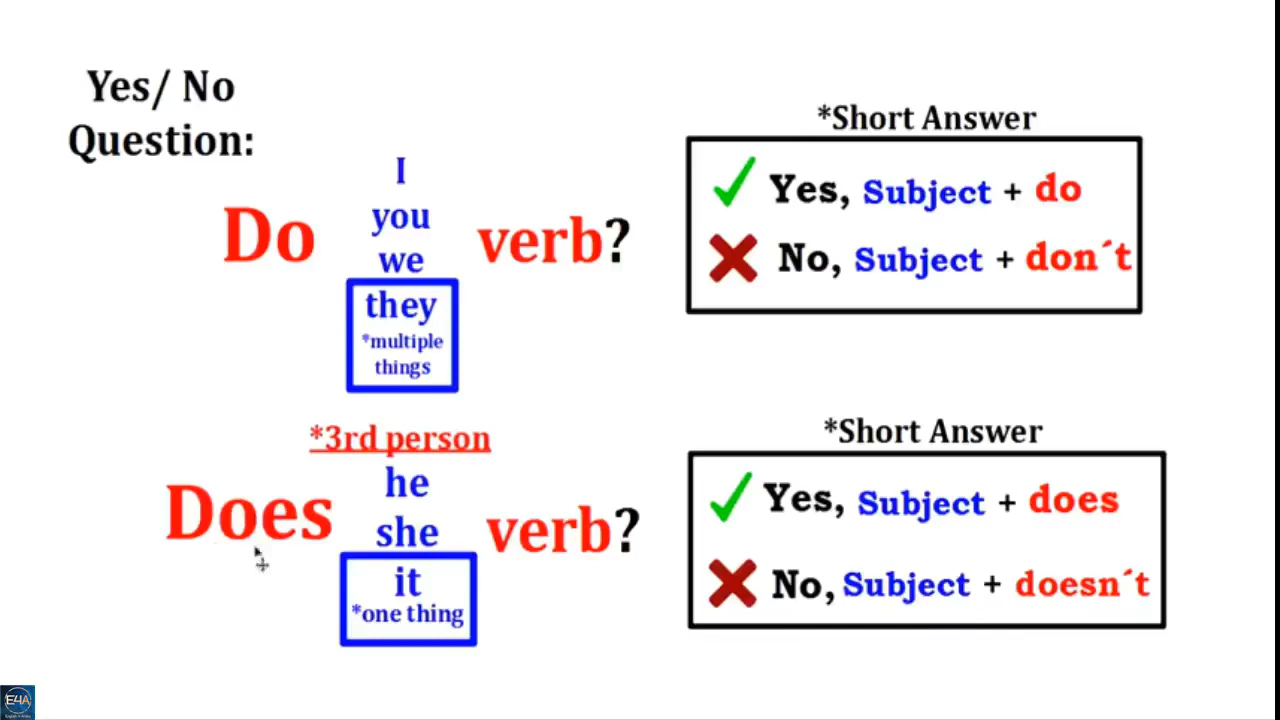 Yes/ No
Question:
Do
I
you
we
they
*multiple
things
verb?
*Short Answer
Yes, Subject + do
No, Subject + don´t
*3rd person
Does
he
she
it
*one thing
verb?
*Short Answer
Yes, Subject + does
No, Subject + doesn´t
E4A